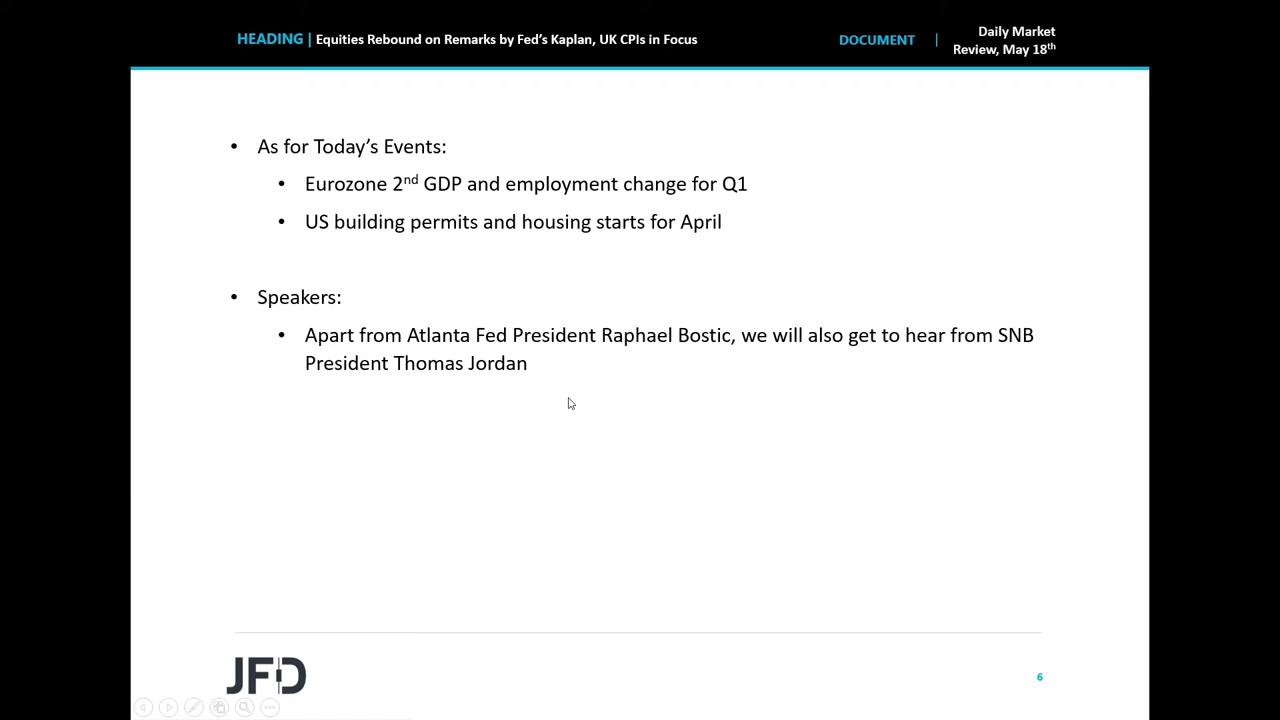 HEADING | Equities Rebound on Remarks by Fed's Kaplan, UK CPIs in Focus
DOCUMENT | Daily Market
Review, May 18th
• As for Today's Events:
• Eurozone 2nd GDP and employment change for Q1
• US building permits and housing starts for April
• Speakers:
• Apart from Atlanta Fed President Raphael Bostic, we will also get to hear from SNB
President Thomas Jordan
JFD
6